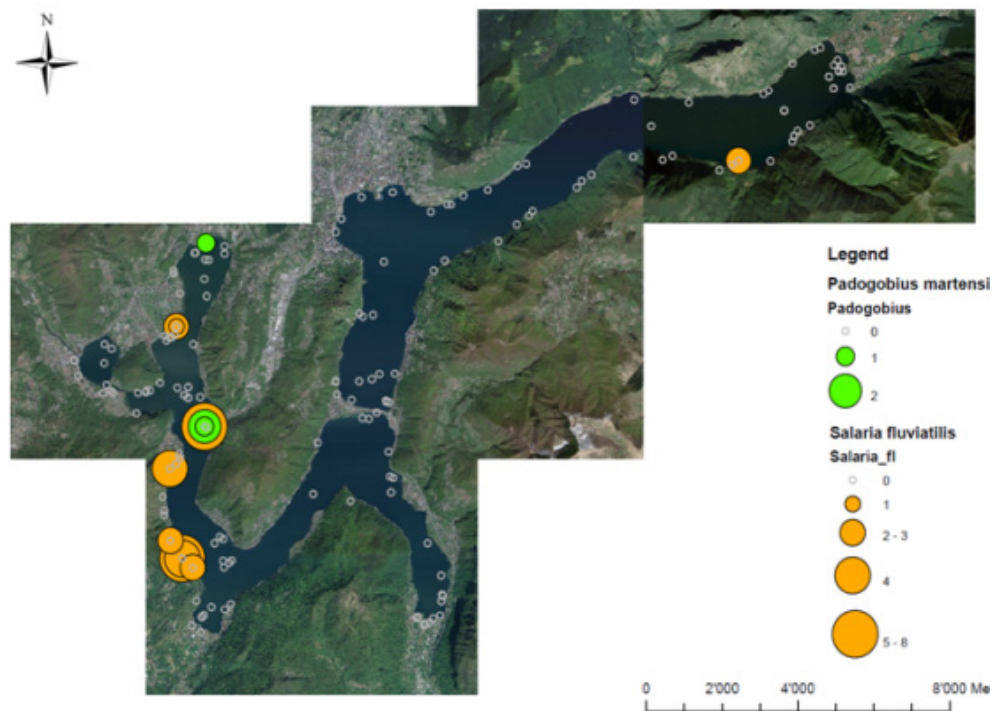 N
Legend
Padogobius martensi
Padogobius
0
1
2
Salaria fluviatilis
Salaria_fl
0
1
2 - 3
4
5 - 8
0 2'000 4'000 8'000 Me